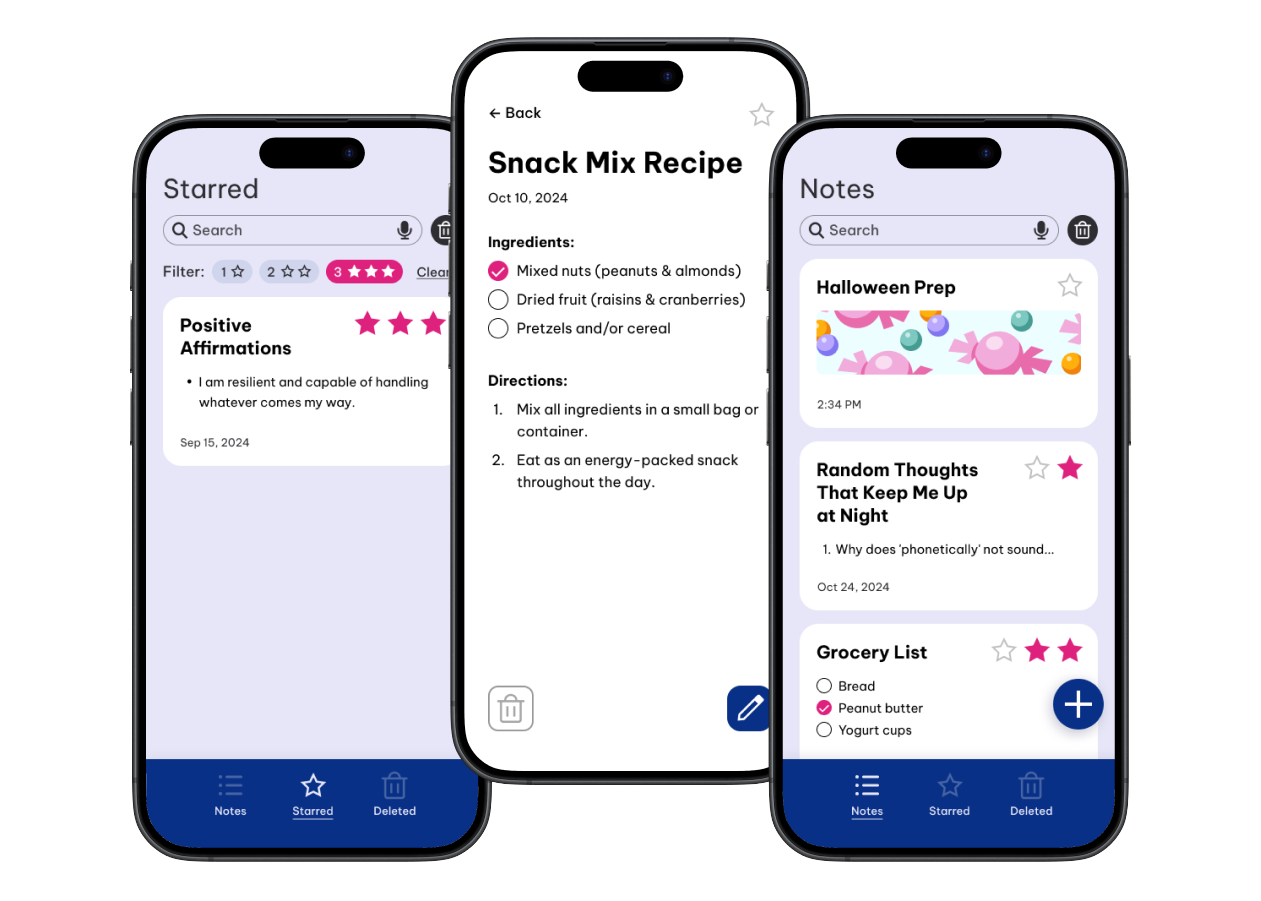 Starred
Search
Filter: 1 2 3 Clear
Positive
Affirmations
• I am resilient and capable of handling
whatever comes my way.
Sep 15, 2024
Notes Starred Deleted
← Back
Snack Mix Recipe
Oct 10, 2024
Ingredients:
Mixed nuts (peanuts & almonds)
Dried fruit (raisins & cranberries)
Pretzels and/or cereal
Directions:
1. Mix all ingredients in a small bag or
container.
2. Eat as an energy-packed snack
throughout the day.
Notes
Search
Halloween Prep
2:34 PM
Random Thoughts
That Keep Me Up
at Night
1. Why does 'phonetically' not sound...
Oct 24, 2024
Grocery List
Bread
Peanut butter
Yogurt cups
Notes Starred Deleted